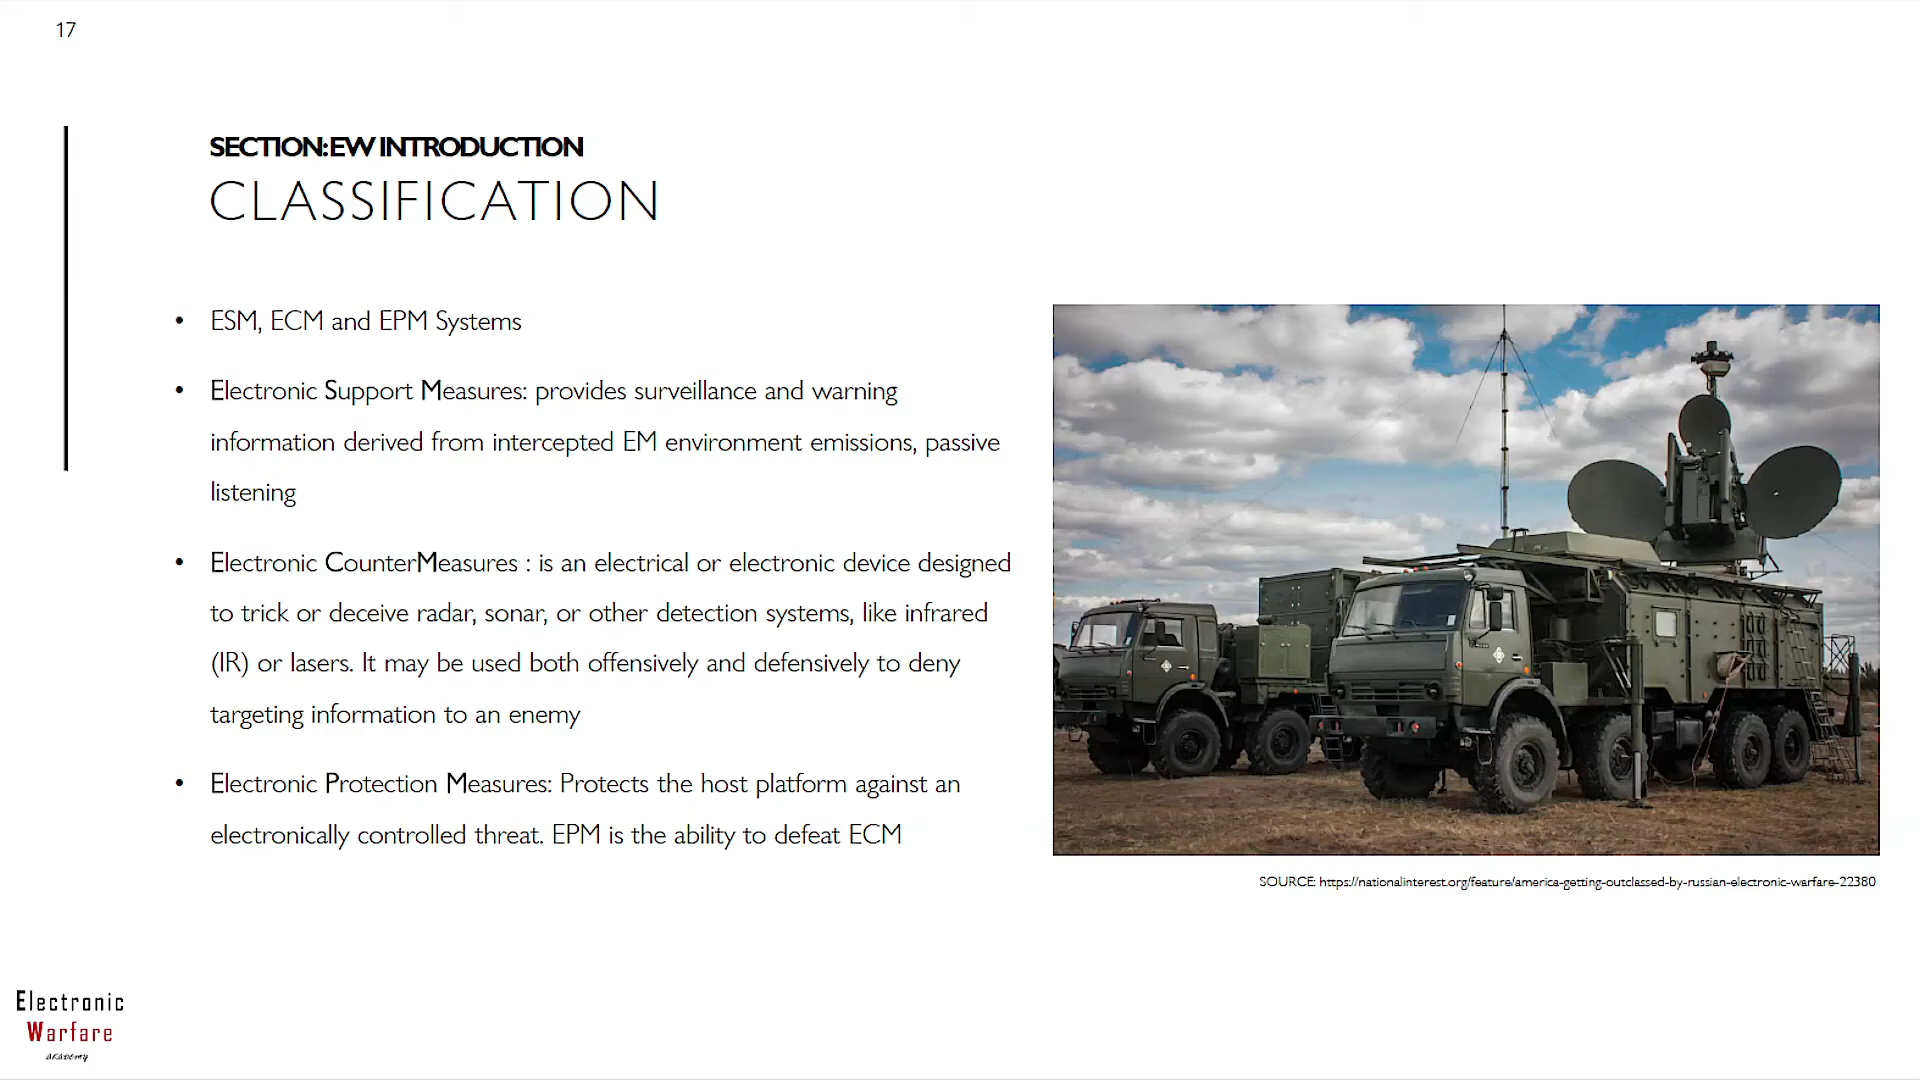 17
SECTION:EW INTRODUCTION
CLASSIFICATION
• ESM, ECM and EPM Systems
• Electronic Support Measures: provides surveillance and warning
information derived from intercepted EM environment emissions, passive
listening
• Electronic CounterMeasures : is an electrical or electronic device designed
to trick or deceive radar, sonar, or other detection systems, like infrared
(IR) or lasers. It may be used both offensively and defensively to deny
targeting information to an enemy
• Electronic Protection Measures: Protects the host platform against an
electronically controlled threat. EPM is the ability to defeat ECM
SOURCE: https://nationalinterest.org/feature/america-getting-outclassed-by-russian-electronic-warfare-22380
Electronic
Warfare
academy